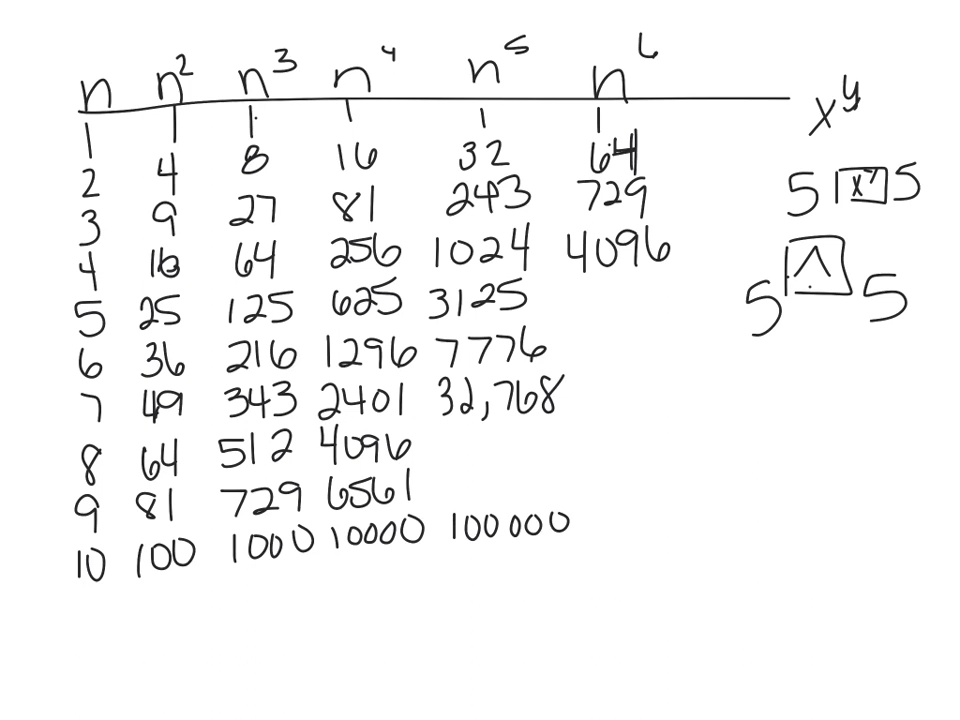 n n² n³ n⁴ n⁵ n⁶
1 1 1 1 1 1
2 4 8 16 32 64
3 9 27 81 243 729
4 16 64 256 1024 4096
5 25 125 625 3125
6 36 216 1296 7776
7 49 343 2401 32,768
8 64 512 4096
9 81 729 6561
10 100 1000 10000 100000
x^y
5 x^y 5
5 ^ 5